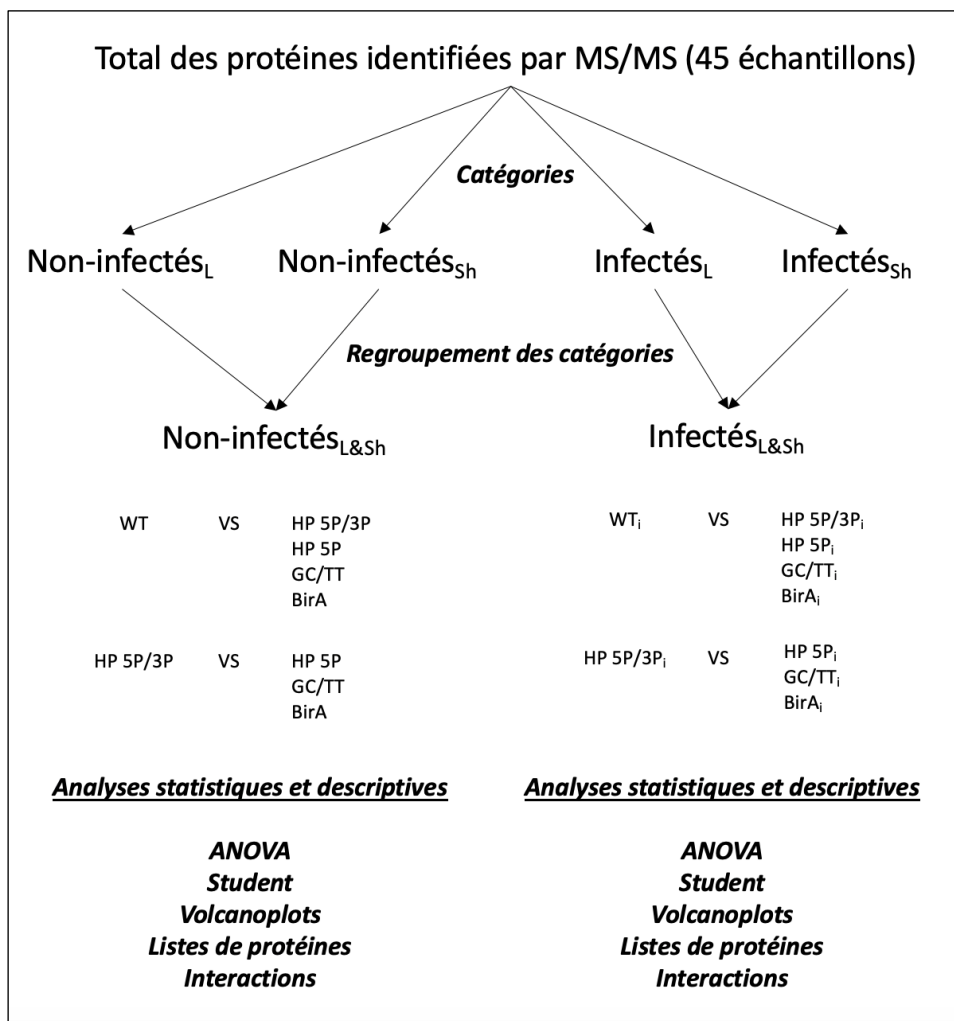 Total des protéines identifiées par MS/MS (45 échantillons)
Catégories
Non-infectésL Non-infectésSh InfectésL InfectésSh
Regroupement des catégories
Non-infectésL&Sh InfectésL&Sh
WT VS HP 5P/3P
HP 5P
GC/TT
BirA
HP 5P/3P VS HP 5P
GC/TT
BirA
Analyses statistiques et descriptives
ANOVA
Student
Volcanoplots
Listes de protéines
Interactions
WTi VS HP 5P/3Pi
HP 5Pi
GC/TTi
BirAi
HP 5P/3Pi VS HP 5Pi
GC/TTi
BirAi
Analyses statistiques et descriptives
ANOVA
Student
Volcanoplots
Listes de protéines
Interactions